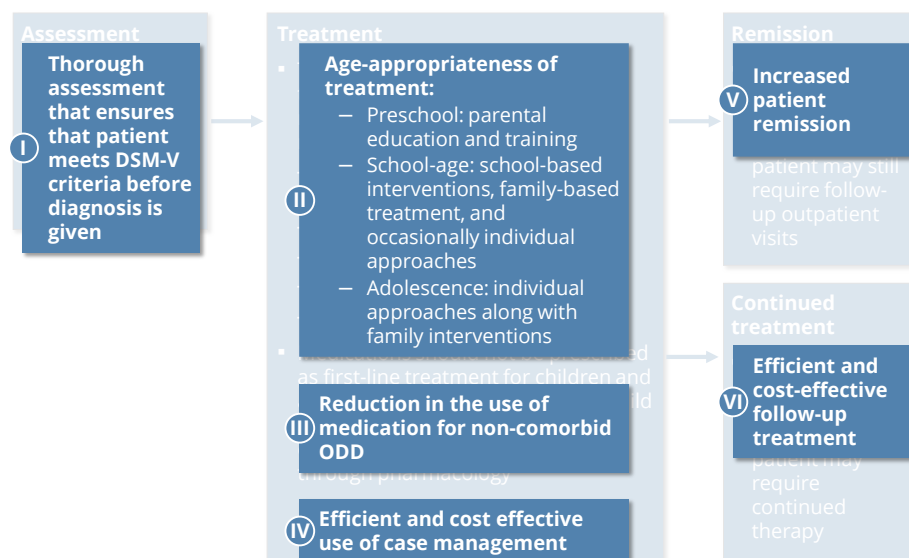 Assessment
I
Thorough
assessment
that ensures
that patient
meets DSM-V
criteria before
diagnosis is
given
Treatment
II
Age-appropriateness of
treatment:
– Preschool: parental
education and training
– School-age: school-based
interventions, family-based
treatment, and
occasionally individual
approaches
– Adolescence: individual
approaches along with
family interventions
as first-line treatment for children and
III
Reduction in the use of
medication for non-comorbid
ODD
through pharmacology
IV
Efficient and cost effective
use of case management
Remission
V
Increased
patient
remission
patient may still
require follow-
up outpatient
visits
Continued
treatment
VI
Efficient and
cost-effective
follow-up
treatment
patient may
require
continued
therapy